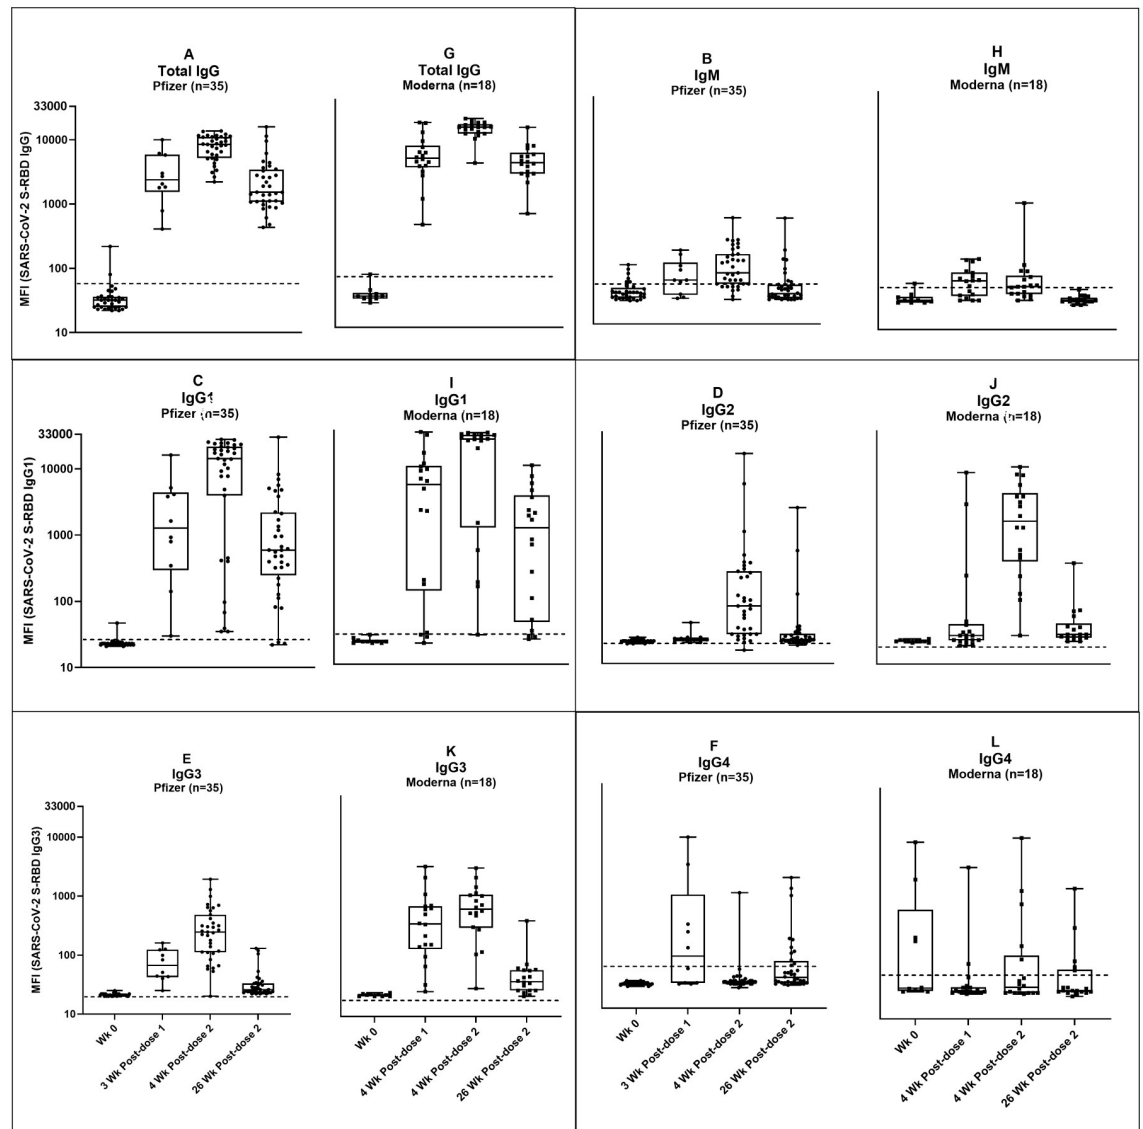 A
Total IgG
Pfizer (n=35)
G
Total IgG
Moderna (n=18)
MFI (SARS-CoV-2 S-RBD IgG)
33000
10000
1000
100
10
B
IgM
Pfizer (n=35)
H
IgM
Moderna (n=18)
C
IgG1
Pfizer (n=35)
I
IgG1
Moderna (n=18)
MFI (SARS-CoV-2 S-RBD IgG1)
33000
10000
1000
100
10
D
IgG2
Pfizer (n=35)
J
IgG2
Moderna (n=18)
E
IgG3
Pfizer (n=35)
K
IgG3
Moderna (n=18)
MFI (SARS-CoV-2 S-RBD IgG3)
33000
10000
1000
100
10
Wk 0
3 Wk Post-dose 1
4 Wk Post-dose 2
26 Wk Post-dose 2
Wk 0
4 Wk Post-dose 1
4 Wk Post-dose 2
26 Wk Post-dose 2
F
IgG4
Pfizer (n=35)
L
IgG4
Moderna (n=18)
Wk 0
3 Wk Post-dose 1
4 Wk Post-dose 2
26 Wk Post-dose 2
Wk 0
4 Wk Post-dose 1
4 Wk Post-dose 2
26 Wk Post-dose 2